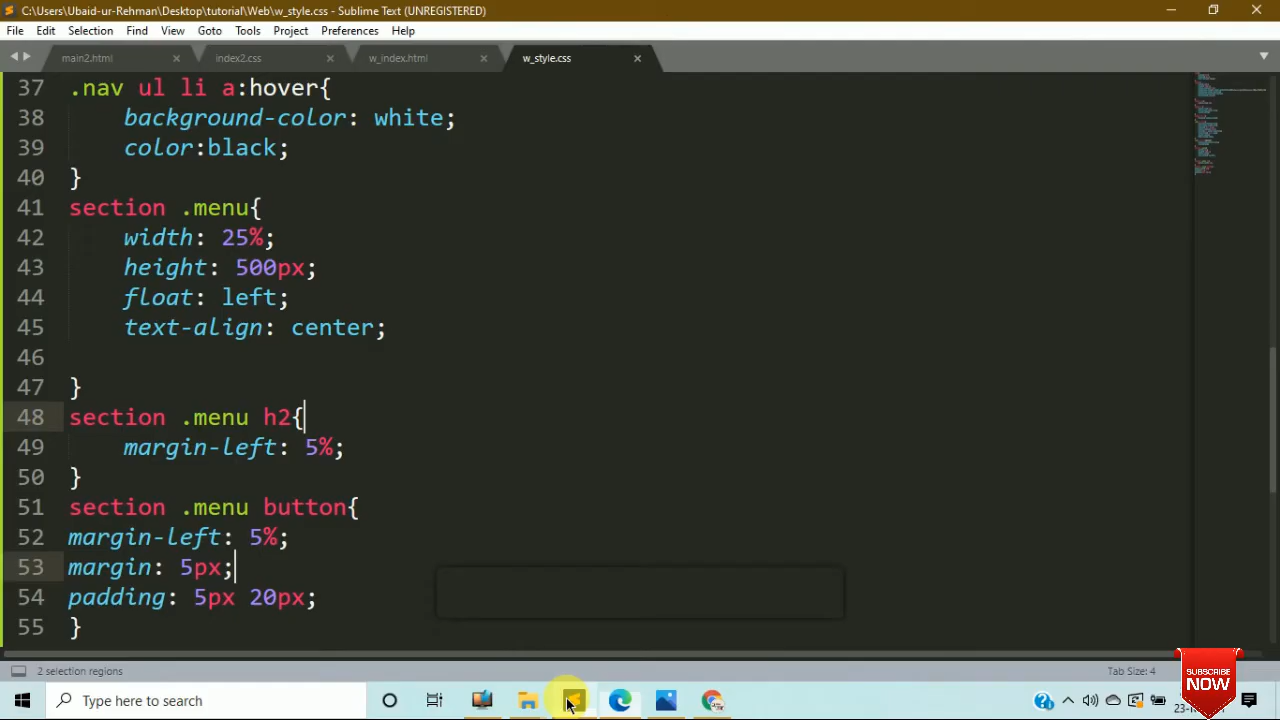 C:\Users\Ubaid-ur-Rehman\Desktop\tutorial\Web\w_style.css - Sublime Text (UNREGISTERED)
File Edit Selection Find View Goto Tools Project Preferences Help
main2.html index2.css w_index.html w_style.css
37 .nav ul li a:hover{
38 background-color: white;
39 color:black;
40 }
41 section .menu{
42 width: 25%;
43 height: 500px;
44 float: left;
45 text-align: center;
46
47 }
48 section .menu h2{
49 margin-left: 5%;
50 }
51 section .menu button{
52 margin-left: 5%;
53 margin: 5px;
54 padding: 5px 20px;
55 }
2 selection regions Tab Size: 4
SUBSCRIBE
NOW
Type here to search